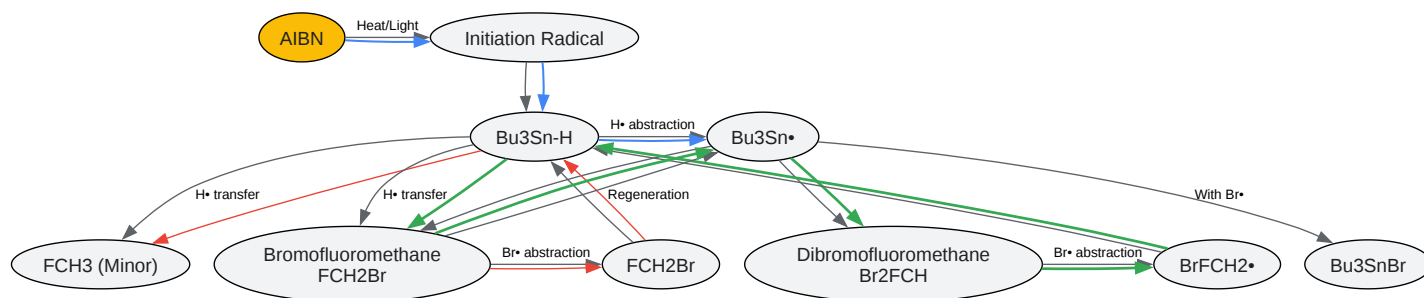 Heat/Light
AIBN
Initiation Radical
H• abstraction
Bu3Sn-H
Bu3Sn•
H• transfer
H• transfer
Regeneration
With Br•
Bromofluoromethane
FCH2Br
Br• abstraction
FCH3 (Minor)
FCH2Br
Dibromofluoromethane
Br2FCH
Br• abstraction
BrFCH2•
Bu3SnBr